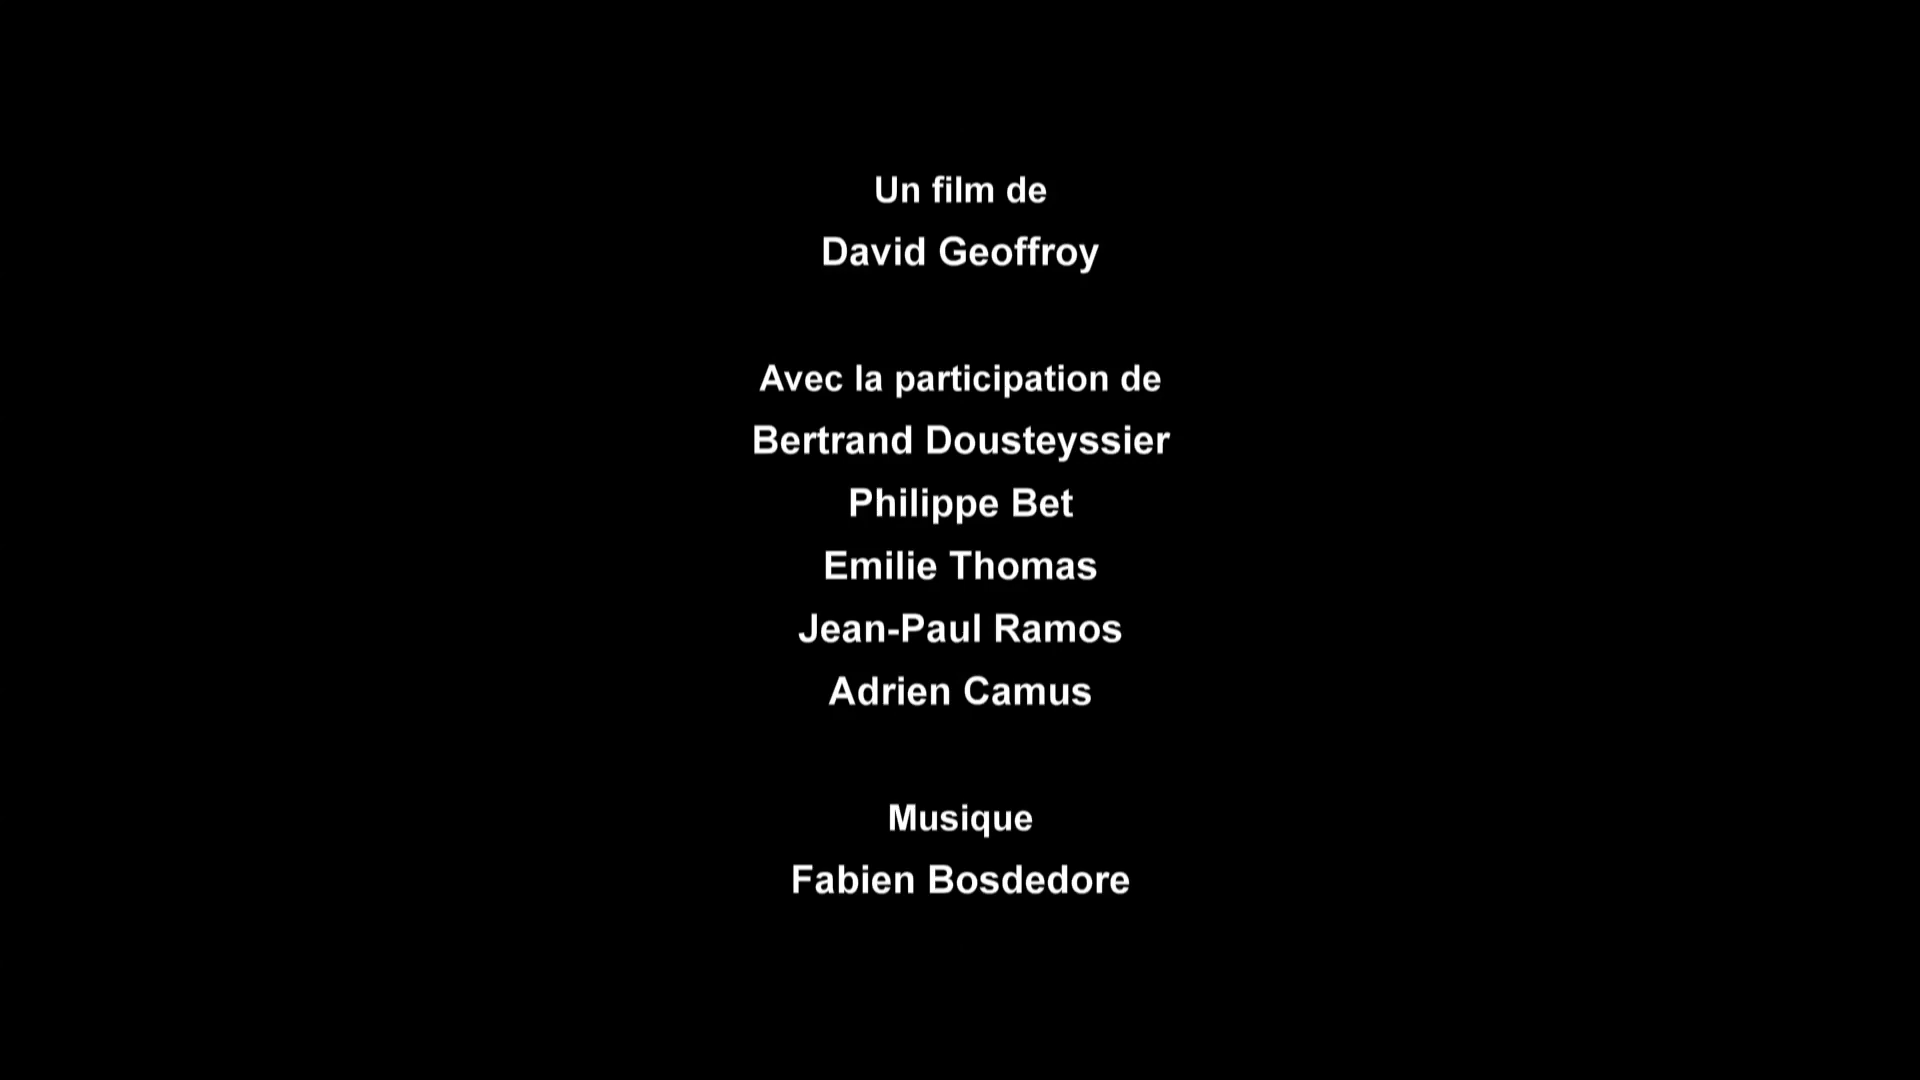 Un film de
David Geoffroy
Avec la participation de
Bertrand Dousteyssier
Philippe Bet
Emilie Thomas
Jean-Paul Ramos
Adrien Camus
Musique
Fabien Bosdedore